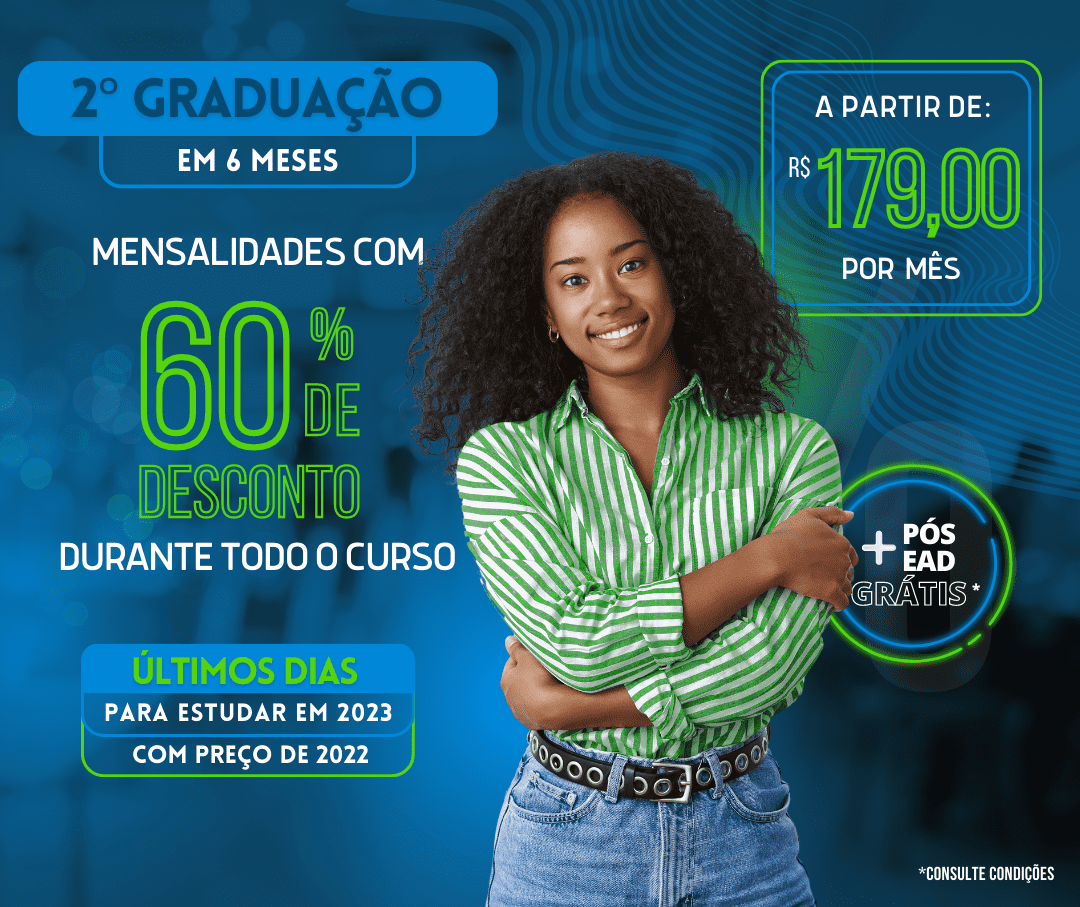 2º GRADUAÇÃO
EM 6 MESES
MENSALIDADES COM
60%
DE
DESCONTO
DURANTE TODO O CURSO
ÚLTIMOS DIAS
PARA ESTUDAR EM 2023
COM PREÇO DE 2022
A PARTIR DE:
R$ 179,00
POR MÊS
+ PÓS
EAD
GRÁTIS*
*CONSULTE CONDIÇÕES